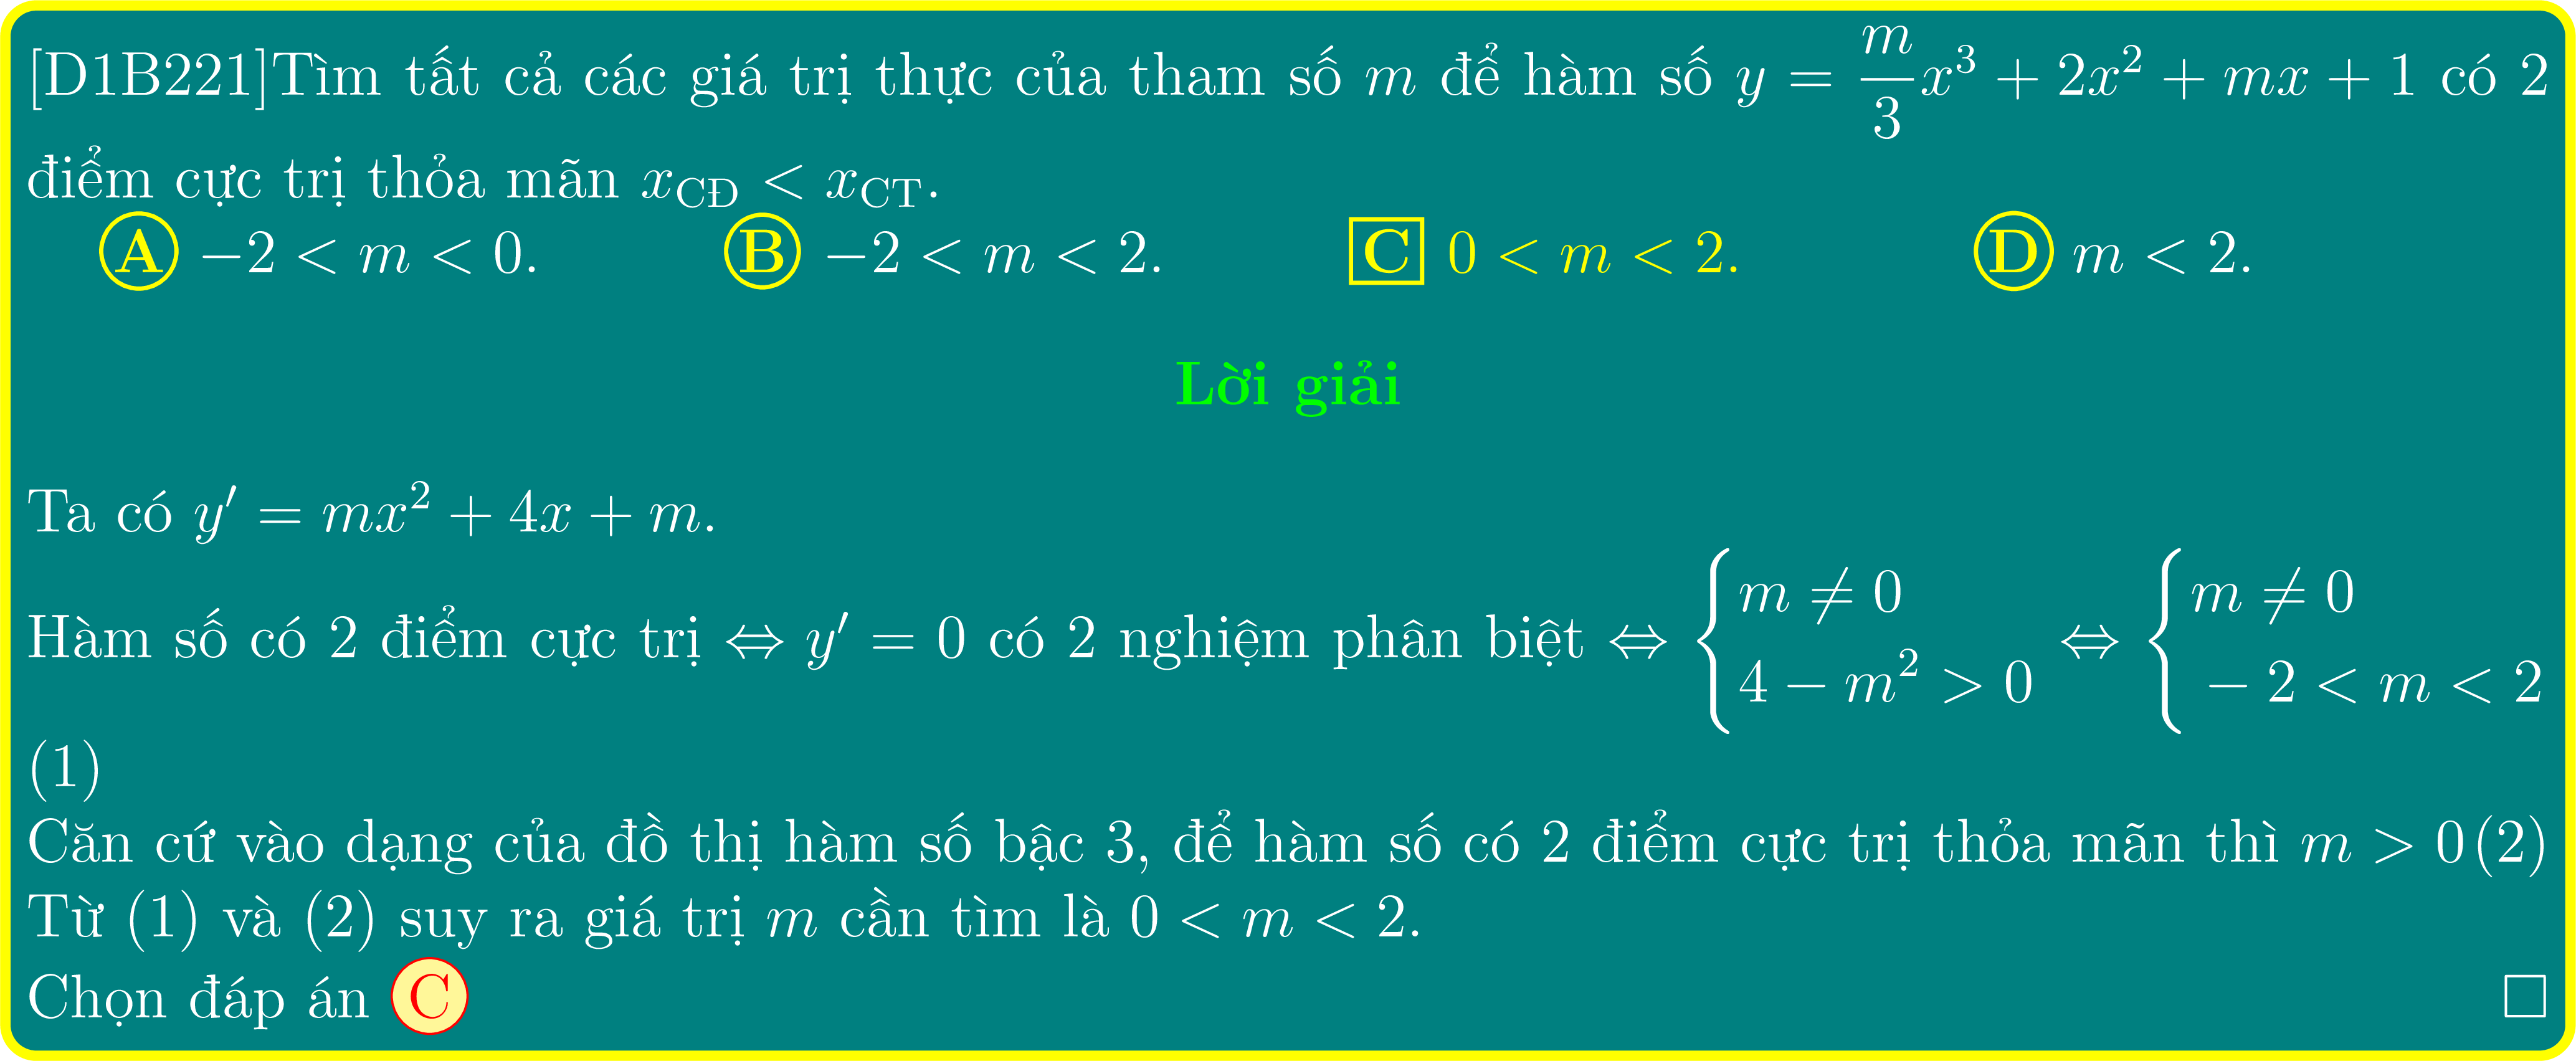 [D1B221]Tìm tất cả các giá trị thực của tham số m để hàm số y = \frac{m}{3}x^3 + 2x^2 + mx + 1 có 2
điểm cực trị thỏa mãn x_{CĐ} < x_{CT}.
A −2 < m < 0. B −2 < m < 2. C 0 < m < 2. D m < 2.
Lời giải
Ta có y′ = mx^2 + 4x + m.
Hàm số có 2 điểm cực trị ⇔ y′ = 0 có 2 nghiệm phân biệt ⇔ \begin{cases} m ≠ 0 \\ 4 − m^2 > 0 \end{cases} ⇔ \begin{cases} m ≠ 0 \\ − 2 < m < 2 \end{cases}
(1)
Căn cứ vào dạng của đồ thị hàm số bậc 3, để hàm số có 2 điểm cực trị thỏa mãn thì m > 0 (2)
Từ (1) và (2) suy ra giá trị m cần tìm là 0 < m < 2.
Chọn đáp án C □